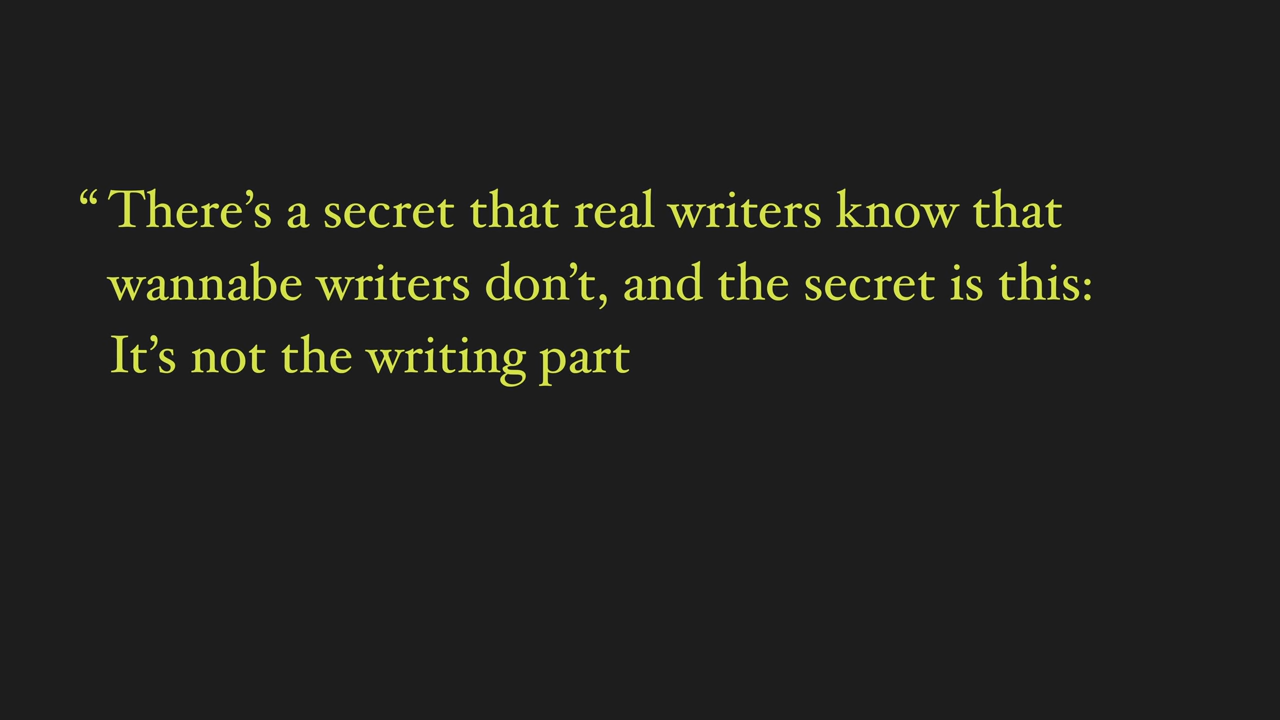 “There’s a secret that real writers know that
wannabe writers don’t, and the secret is this:
It’s not the writing part